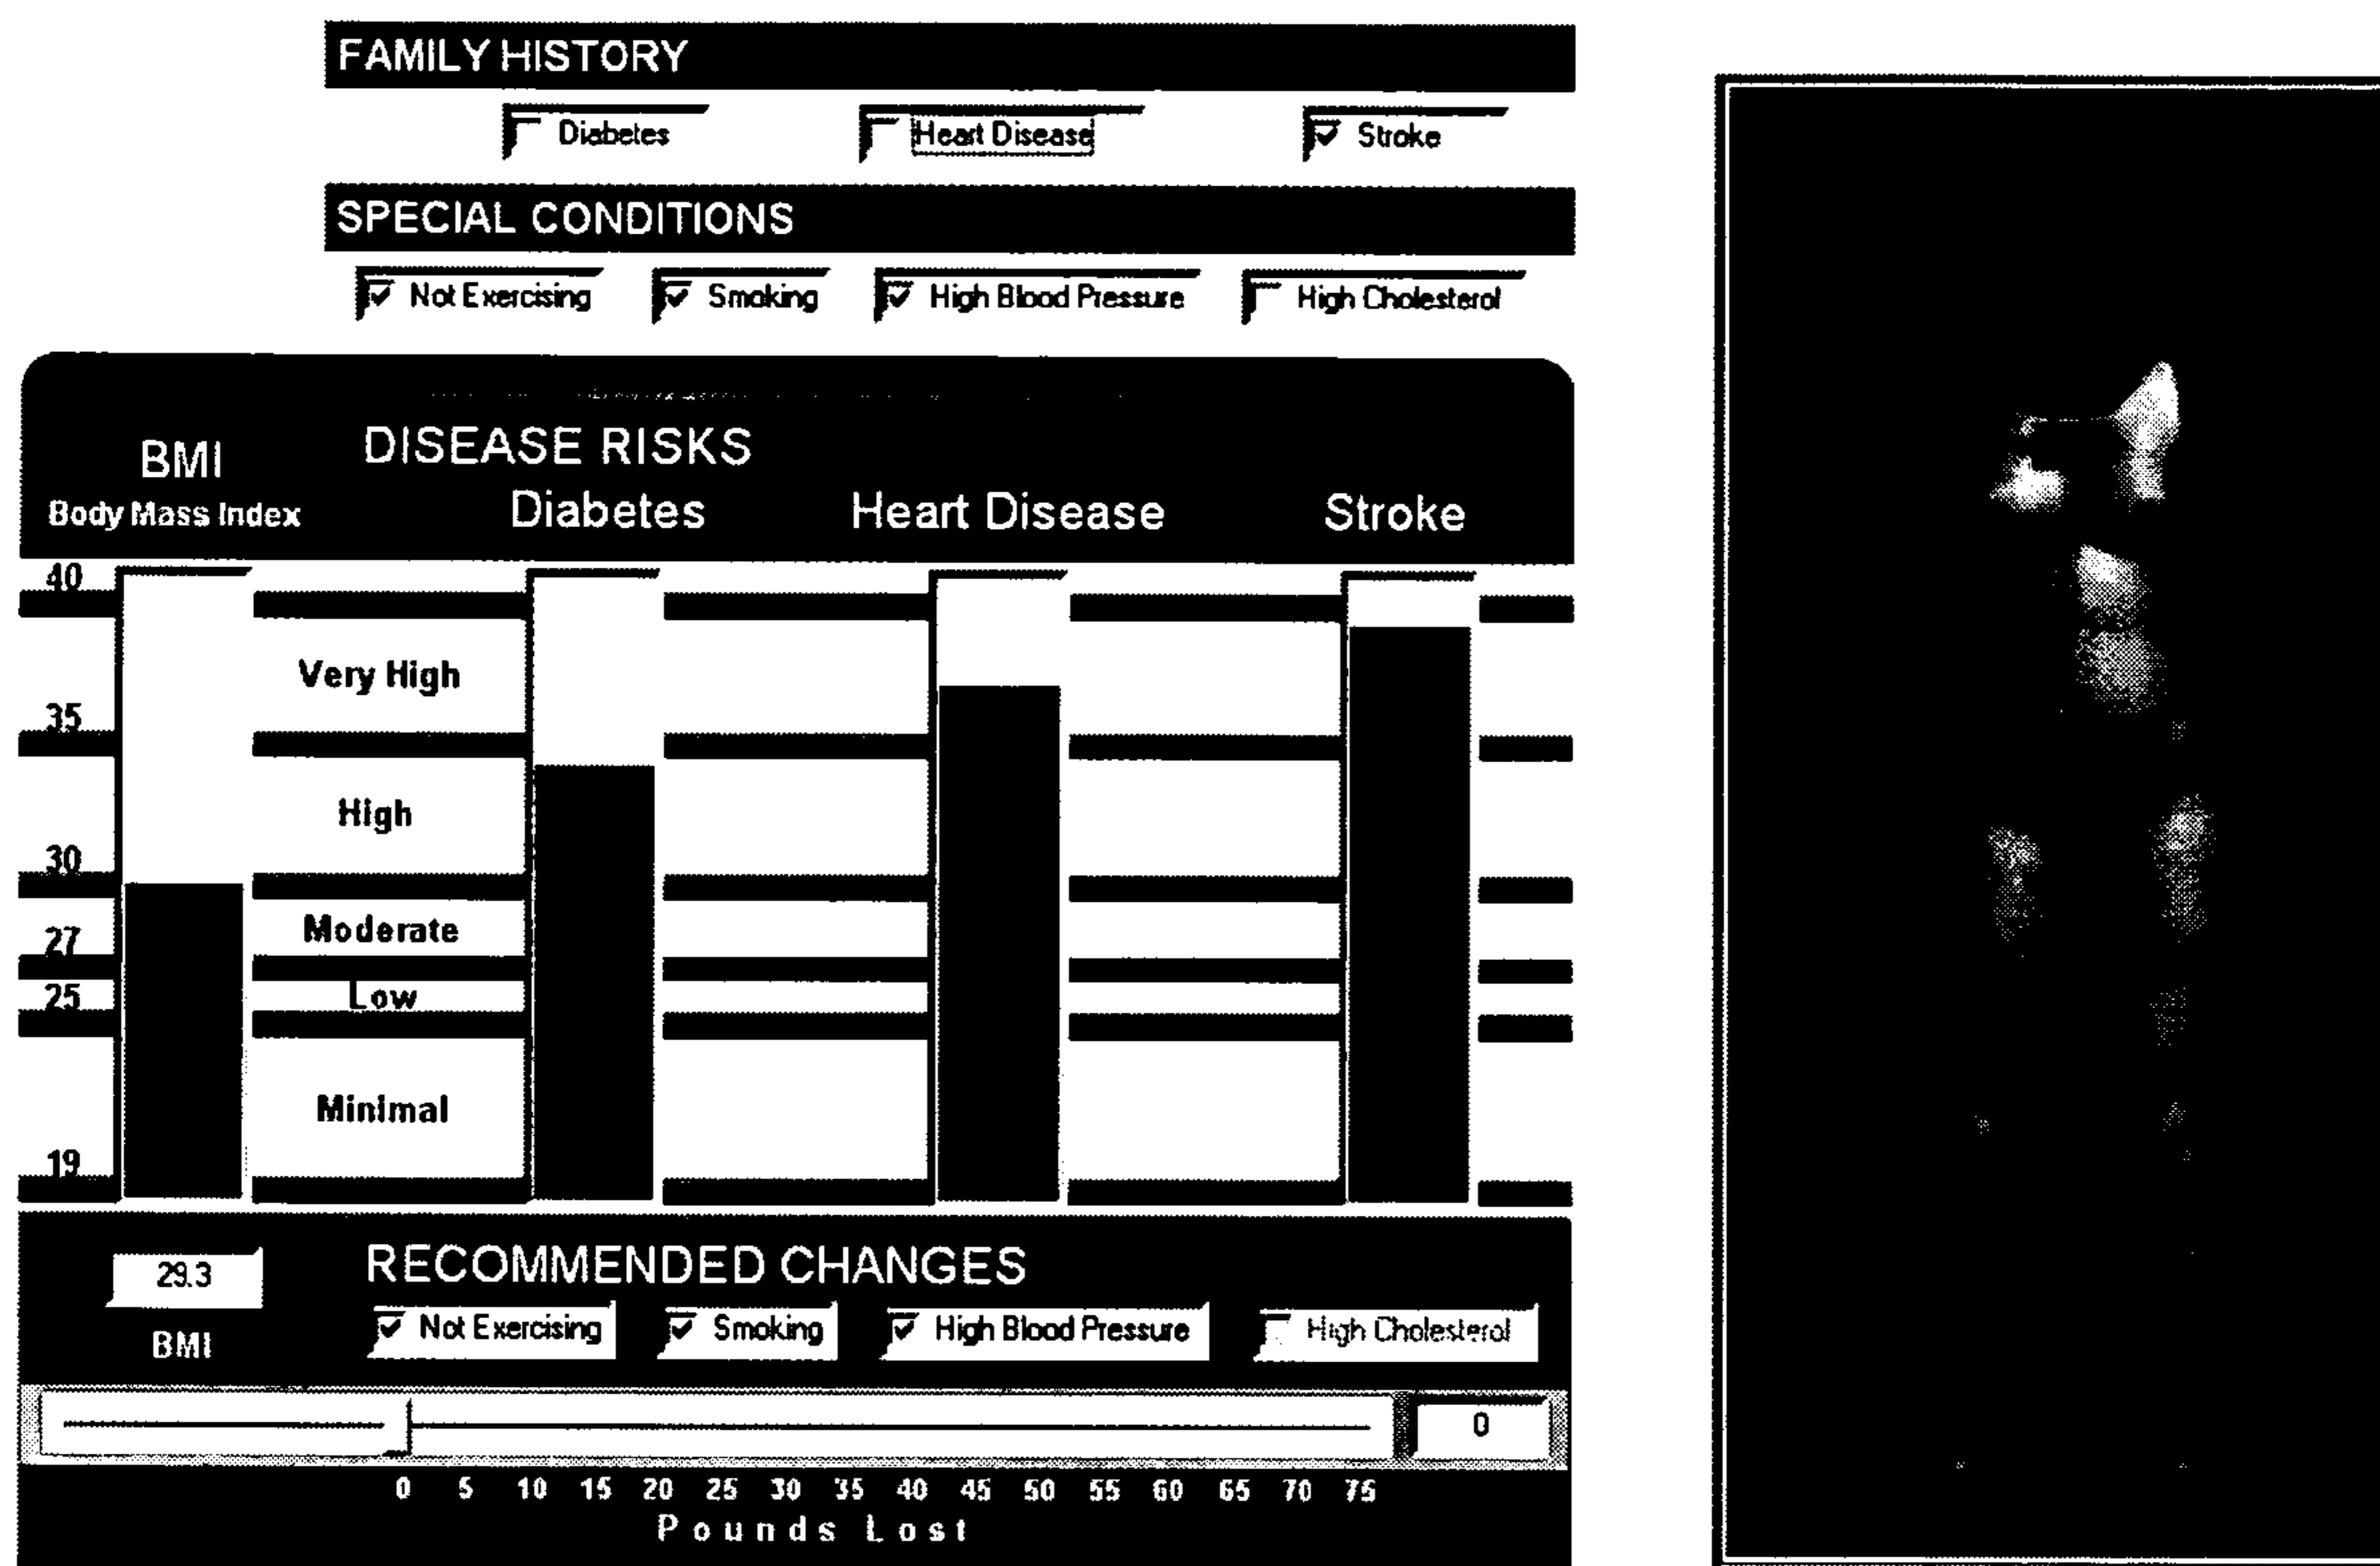 FAMILY HISTORY
Diabetes Heart Disease Stroke
SPECIAL CONDITIONS
Not Exercising Smoking High Blood Pressure High Cholesterol
BMI DISEASE RISKS
Body Mass Index Diabetes Heart Disease Stroke
40
Very High
35
High
30
Moderate
27
Low
25
Minimal
19
29.3 RECOMMENDED CHANGES
BMI Not Exercising Smoking High Blood Pressure High Cholesterol
0
0 5 10 15 20 25 30 35 40 45 50 55 60 65 70 75
Pounds Lost